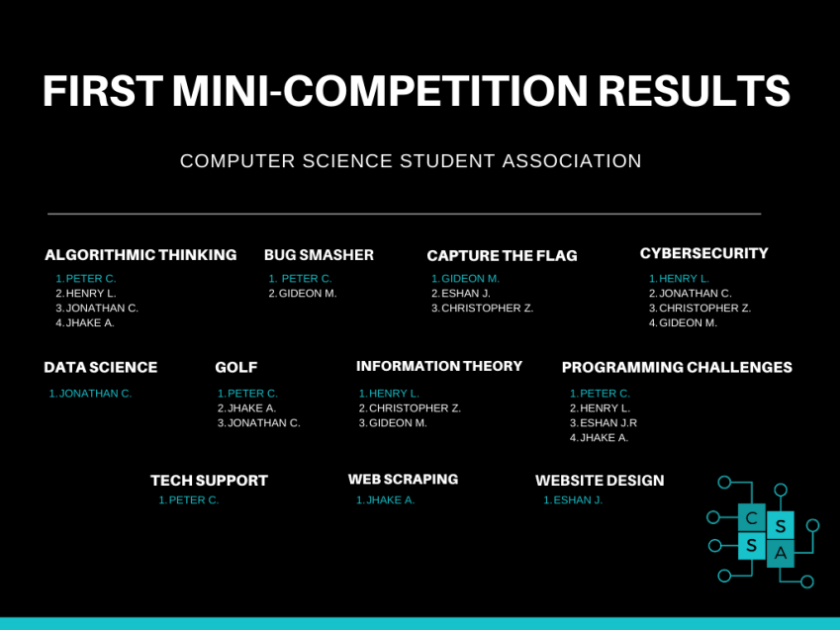 FIRST MINI-COMPETITION RESULTS
COMPUTER SCIENCE STUDENT ASSOCIATION
ALGORITHMIC THINKING
1. PETER C.
2. HENRY L.
3. JONATHAN C.
4. JHAKE A.
BUG SMASHER
1. PETER C.
2. GIDEON M.
CAPTURE THE FLAG
1. GIDEON M.
2. ESHAN J.
3. CHRISTOPHER Z.
CYBERSECURITY
1. HENRY L.
2. JONATHAN C.
3. CHRISTOPHER Z.
4. GIDEON M.
DATA SCIENCE
1. JONATHAN C.
GOLF
1. PETER C.
2. JHAKE A.
3. JONATHAN C.
INFORMATION THEORY
1. HENRY L.
2. CHRISTOPHER Z.
3. GIDEON M.
PROGRAMMING CHALLENGES
1. PETER C.
2. HENRY L.
3. ESHAN J.R
4. JHAKE A.
TECH SUPPORT
1. PETER C.
WEB SCRAPING
1. JHAKE A.
WEBSITE DESIGN
1. ESHAN J.
C S
S A